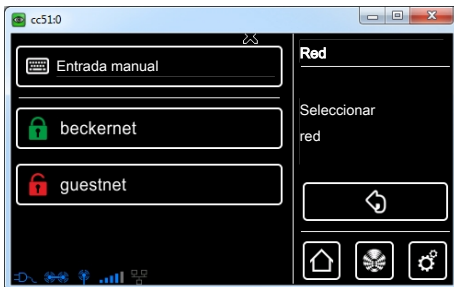 cc51:0
Entrada manual
beckernet
guestnet
Red
Seleccionar
red